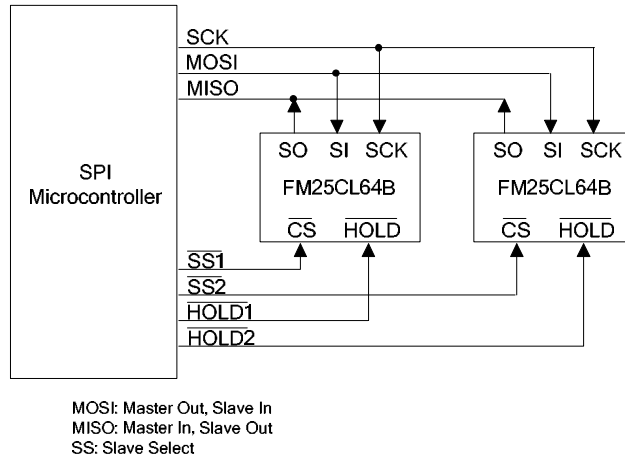 SCK
MOSI
MISO
SPI
Microcontroller
SO SI SCK
FM25CL64B
CS HOLD
SO SI SCK
FM25CL64B
CS HOLD
SS1
SS2
HOLD1
HOLD2
MOSI: Master Out, Slave In
MISO: Master In, Slave Out
SS: Slave Select